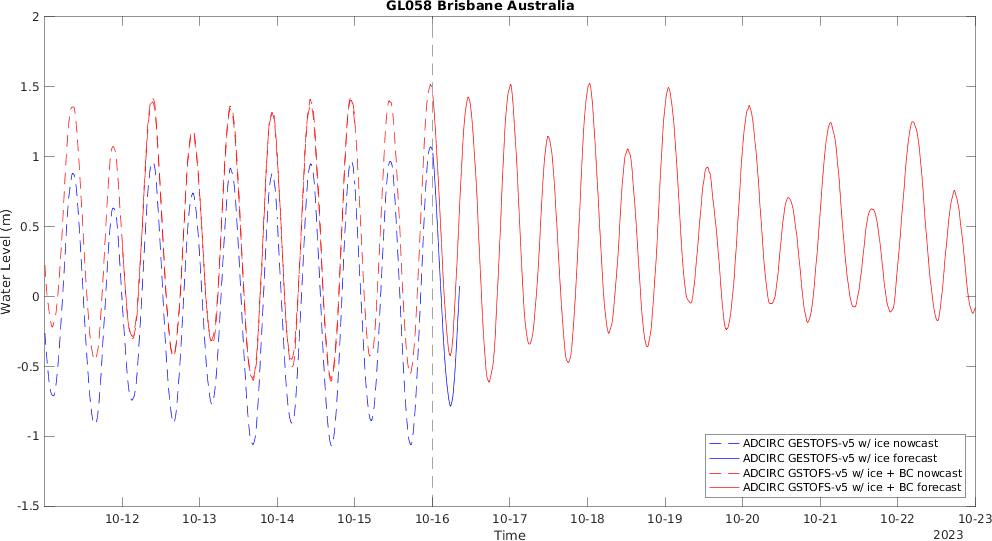 GL058 Brisbane Australia
2
1.5
1
0.5
0
-0.5
-1
-1.5
Water Level (m)
10-12 10-13 10-14 10-15 10-16 10-17 10-18 10-19 10-20 10-21 10-22 10-23
Time
2023
ADCIRC GESTOFS-v5 w/ ice nowcast
ADCIRC GESTOFS-v5 w/ ice forecast
ADCIRC GSTOFS-v5 w/ ice + BC nowcast
ADCIRC GSTOFS-v5 w/ ice + BC forecast